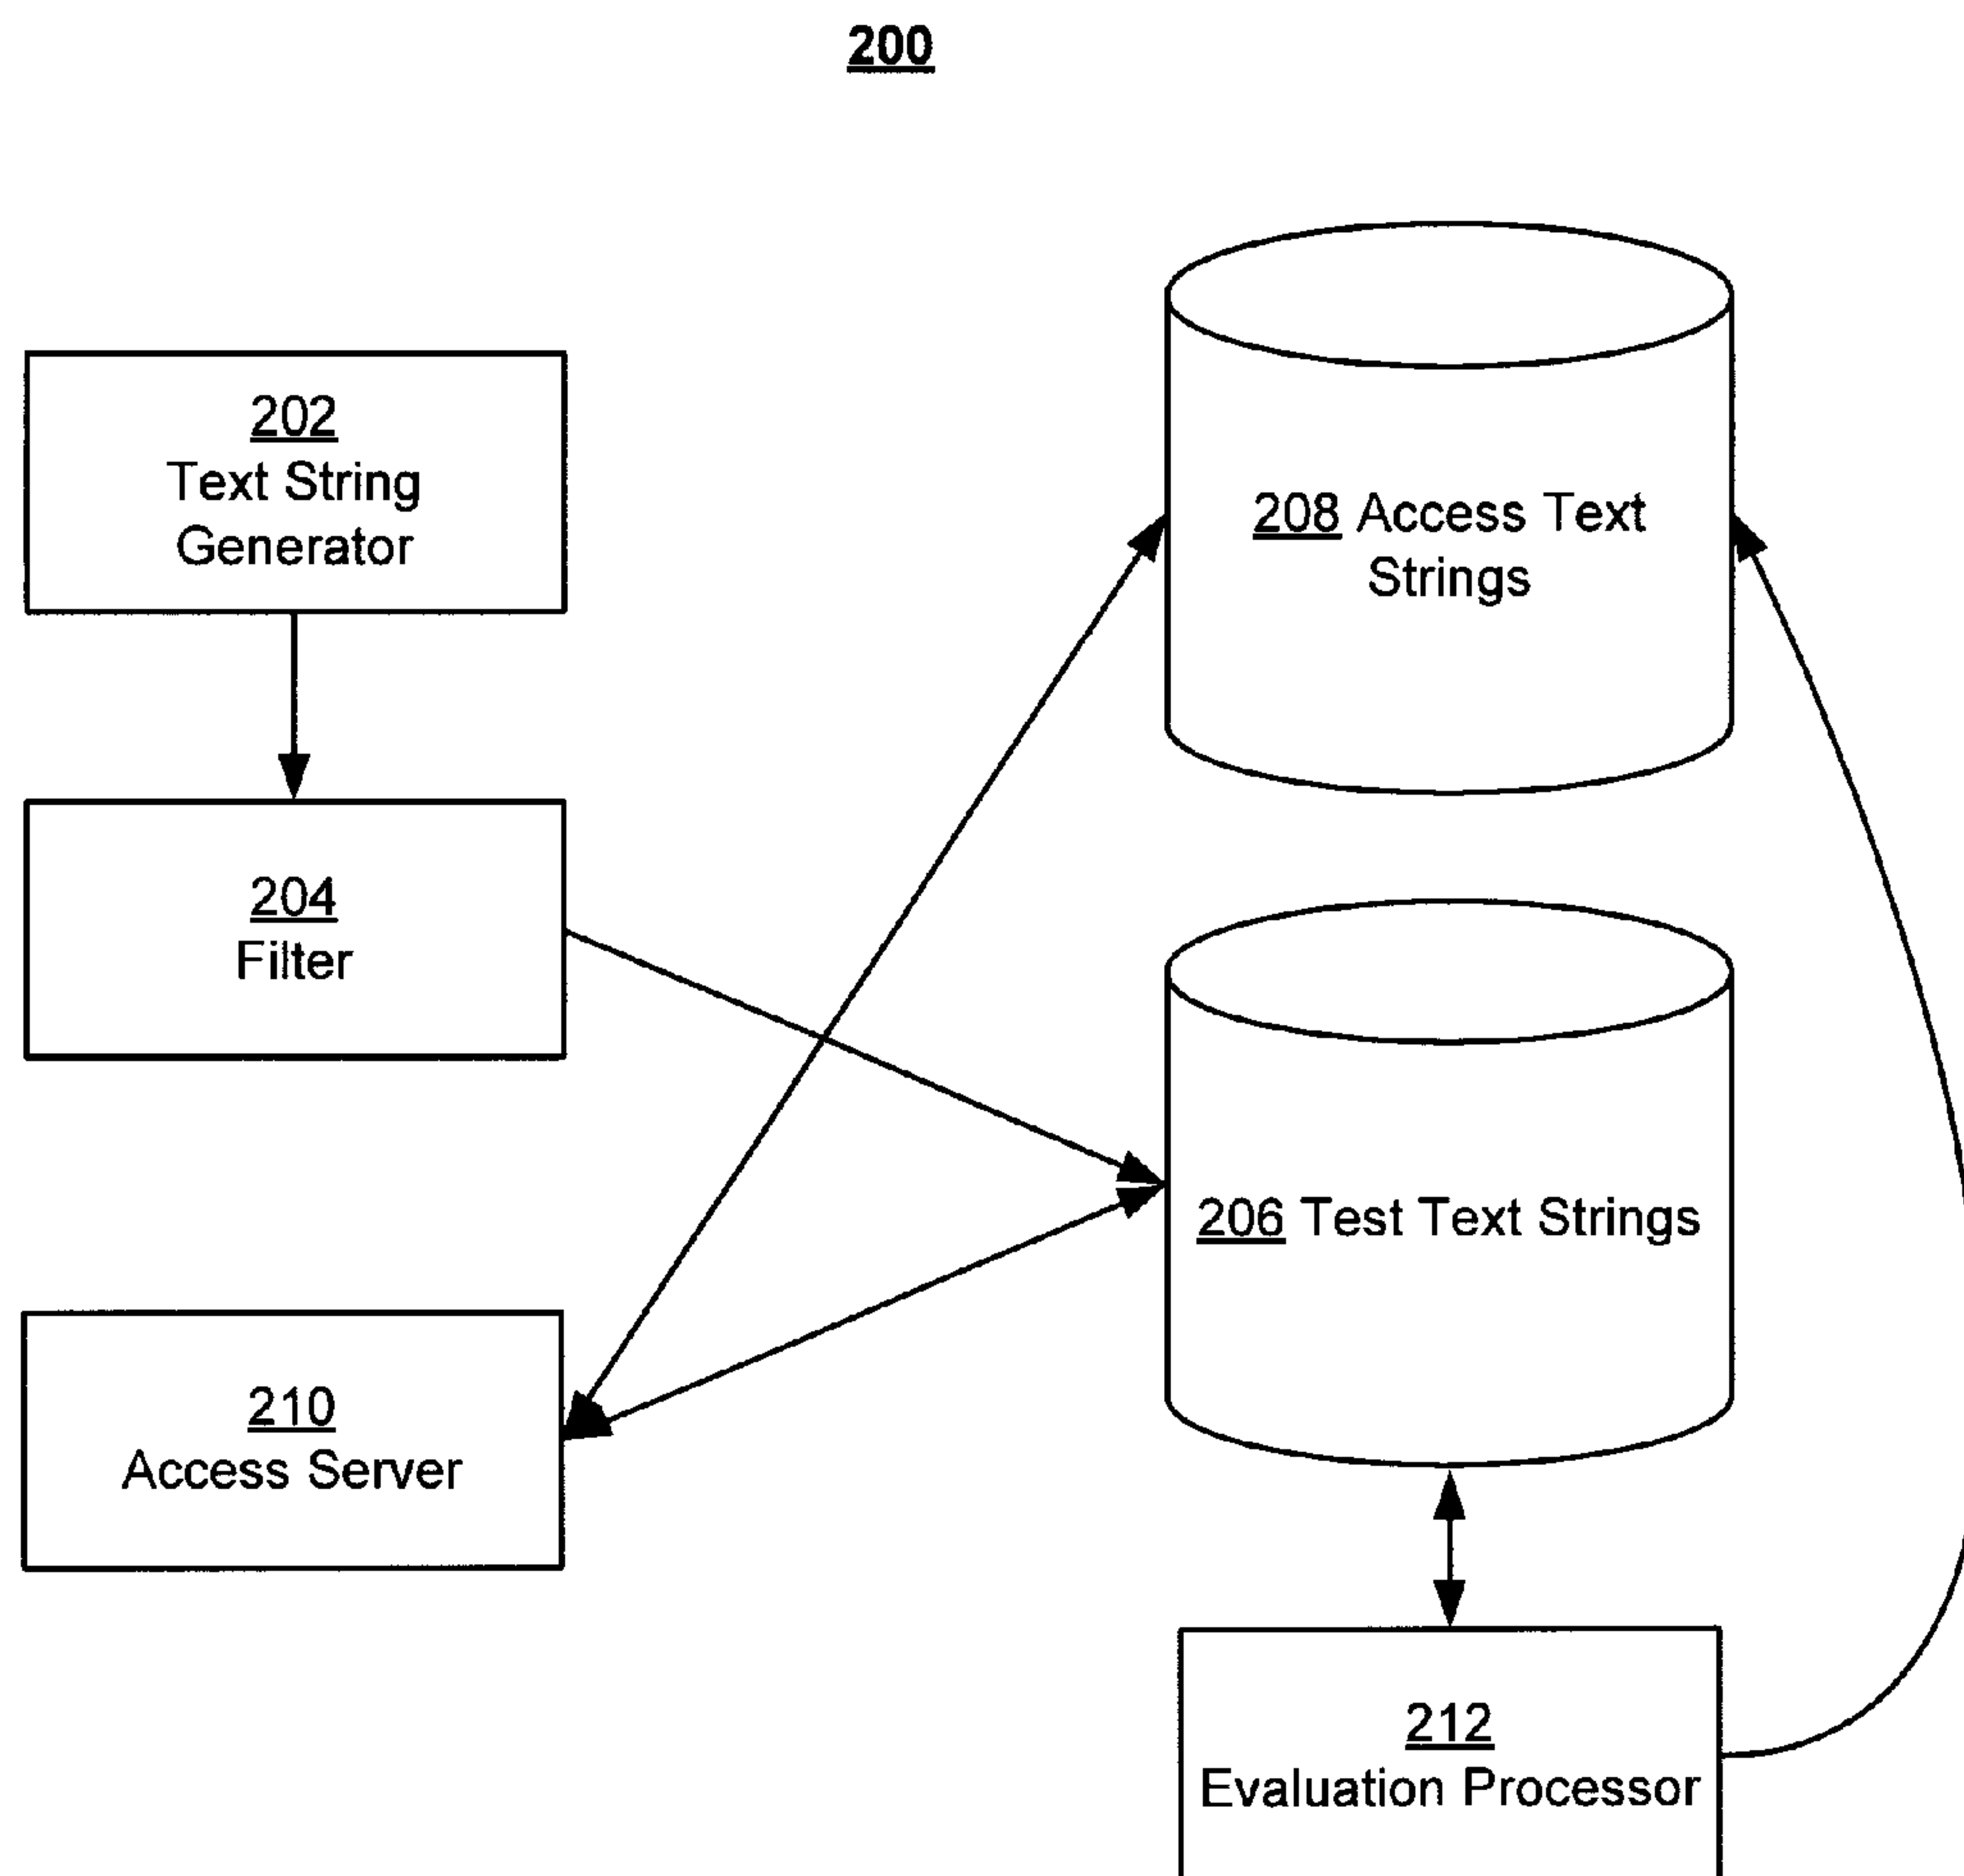 200
202
Text String
Generator
208 Access Text
Strings
204
Filter
206 Test Text Strings
210
Access Server
212
Evaluation Processor